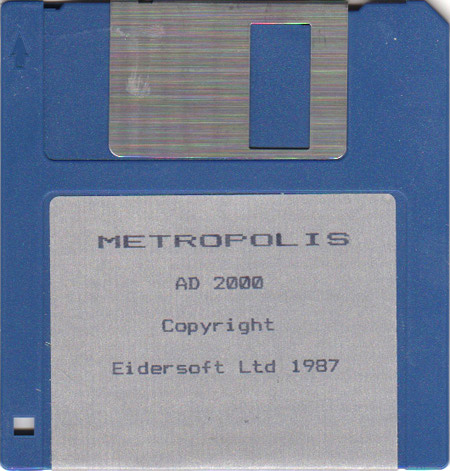 METROPOLIS
AD 2000
Copyright
Eidersoft Ltd 1987